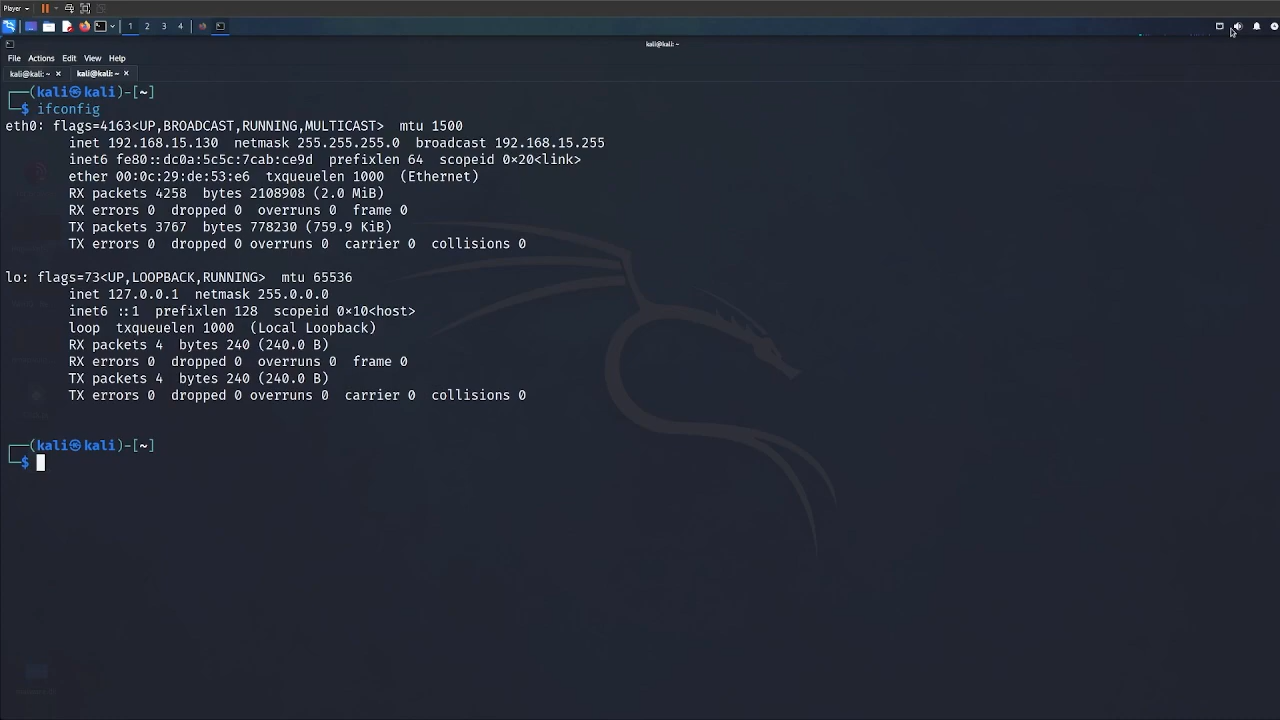 Player
1 2 3 4
kali@kali: ~
File Actions Edit View Help
kali@kali: ~ × kali@kali: ~ ×
┌──(kali㉿kali)-[~]
└─$ ifconfig
eth0: flags=4163<UP,BROADCAST,RUNNING,MULTICAST> mtu 1500
inet 192.168.15.130 netmask 255.255.255.0 broadcast 192.168.15.255
inet6 fe80::dc0a:5c5c:7cab:ce9d prefixlen 64 scopeid 0×20<link>
ether 00:0c:29:de:53:e6 txqueuelen 1000 (Ethernet)
RX packets 4258 bytes 2108908 (2.0 MiB)
RX errors 0 dropped 0 overruns 0 frame 0
TX packets 3767 bytes 778230 (759.9 KiB)
TX errors 0 dropped 0 overruns 0 carrier 0 collisions 0
lo: flags=73<UP,LOOPBACK,RUNNING> mtu 65536
inet 127.0.0.1 netmask 255.0.0.0
inet6 ::1 prefixlen 128 scopeid 0×10<host>
loop txqueuelen 1000 (Local Loopback)
RX packets 4 bytes 240 (240.0 B)
RX errors 0 dropped 0 overruns 0 frame 0
TX packets 4 bytes 240 (240.0 B)
TX errors 0 dropped 0 overruns 0 carrier 0 collisions 0
┌──(kali㉿kali)-[~]
└─$